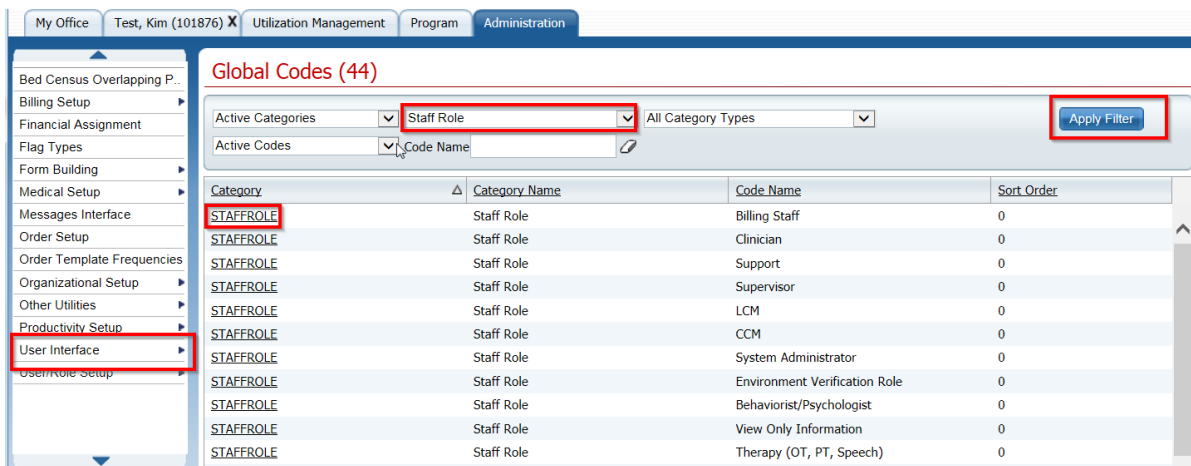 My Office Test, Kim (101876) X Utilization Management Program Administration
Bed Census Overlapping P..
Billing Setup
Financial Assignment
Flag Types
Form Building
Medical Setup
Messages Interface
Order Setup
Order Template Frequencies
Organizational Setup
Other Utilities
Productivity Setup
User Interface
User/Role Setup
Global Codes (44)
Active Categories Staff Role All Category Types Apply Filter
Active Codes Code Name
Category Category Name Code Name Sort Order
STAFFROLE Staff Role Billing Staff 0
STAFFROLE Staff Role Clinician 0
STAFFROLE Staff Role Support 0
STAFFROLE Staff Role Supervisor 0
STAFFROLE Staff Role LCM 0
STAFFROLE Staff Role CCM 0
STAFFROLE Staff Role System Administrator 0
STAFFROLE Staff Role Environment Verification Role 0
STAFFROLE Staff Role Behaviorist/Psychologist 0
STAFFROLE Staff Role View Only Information 0
STAFFROLE Staff Role Therapy (OT, PT, Speech) 0